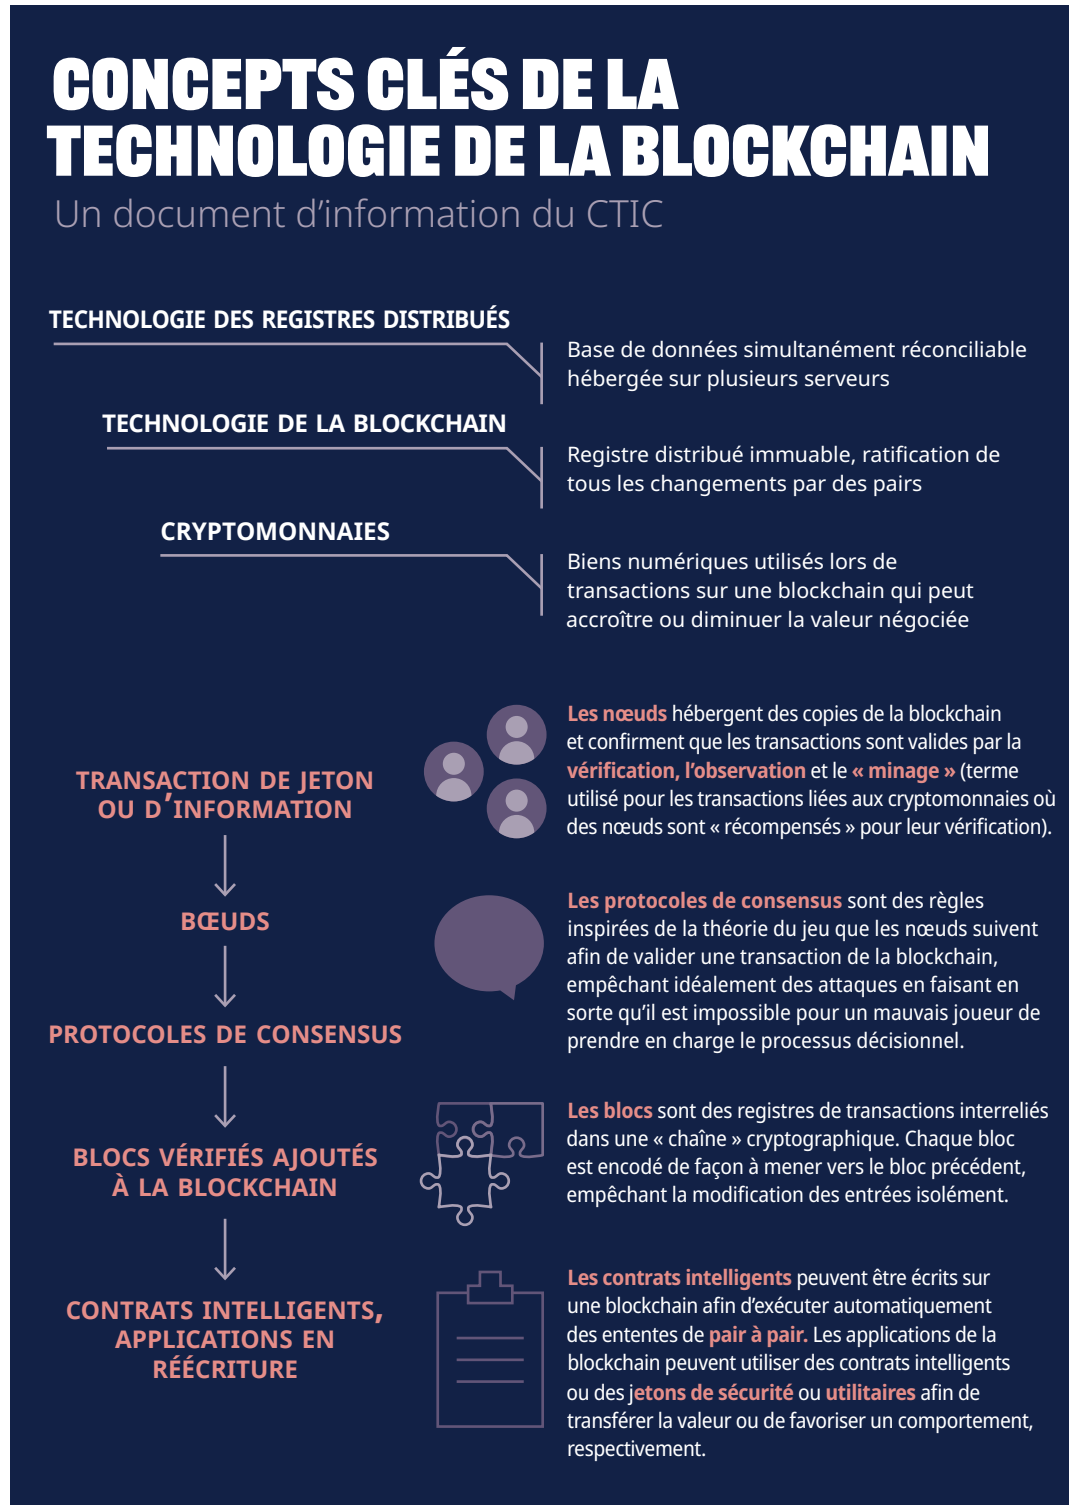 CONCEPTS CLÉS DE LA
TECHNOLOGIE DE LA BLOCKCHAIN
Un document d’information du CTIC
TECHNOLOGIE DES REGISTRES DISTRIBUÉS
Base de données simultanément réconciliable
hébergée sur plusieurs serveurs
TECHNOLOGIE DE LA BLOCKCHAIN
Registre distribué immuable, ratification de
tous les changements par des pairs
CRYPTOMONNAIES
Biens numériques utilisés lors de
transactions sur une blockchain qui peut
accroître ou diminuer la valeur négociée
TRANSACTION DE JETON
OU D’INFORMATION
BŒUDS
PROTOCOLES DE CONSENSUS
BLOCS VÉRIFIÉS AJOUTÉS
À LA BLOCKCHAIN
CONTRATS INTELLIGENTS,
APPLICATIONS EN
RÉÉCRITURE
Les nœuds hébergent des copies de la blockchain
et confirment que les transactions sont valides par la
vérification, l’observation et le « minage » (terme
utilisé pour les transactions liées aux cryptomonnaies où
des nœuds sont « récompensés » pour leur vérification).
Les protocoles de consensus sont des règles
inspirées de la théorie du jeu que les nœuds suivent
afin de valider une transaction de la blockchain,
empêchant idéalement des attaques en faisant en
sorte qu’il est impossible pour un mauvais joueur de
prendre en charge le processus décisionnel.
Les blocs sont des registres de transactions interreliés
dans une « chaîne » cryptographique. Chaque bloc
est encodé de façon à mener vers le bloc précédent,
empêchant la modification des entrées isolément.
Les contrats intelligents peuvent être écrits sur
une blockchain afin d’exécuter automatiquement
des ententes de pair à pair. Les applications de la
blockchain peuvent utiliser des contrats intelligents
ou des jetons de sécurité ou utilitaires afin de
transférer la valeur ou de favoriser un comportement,
respectivement.